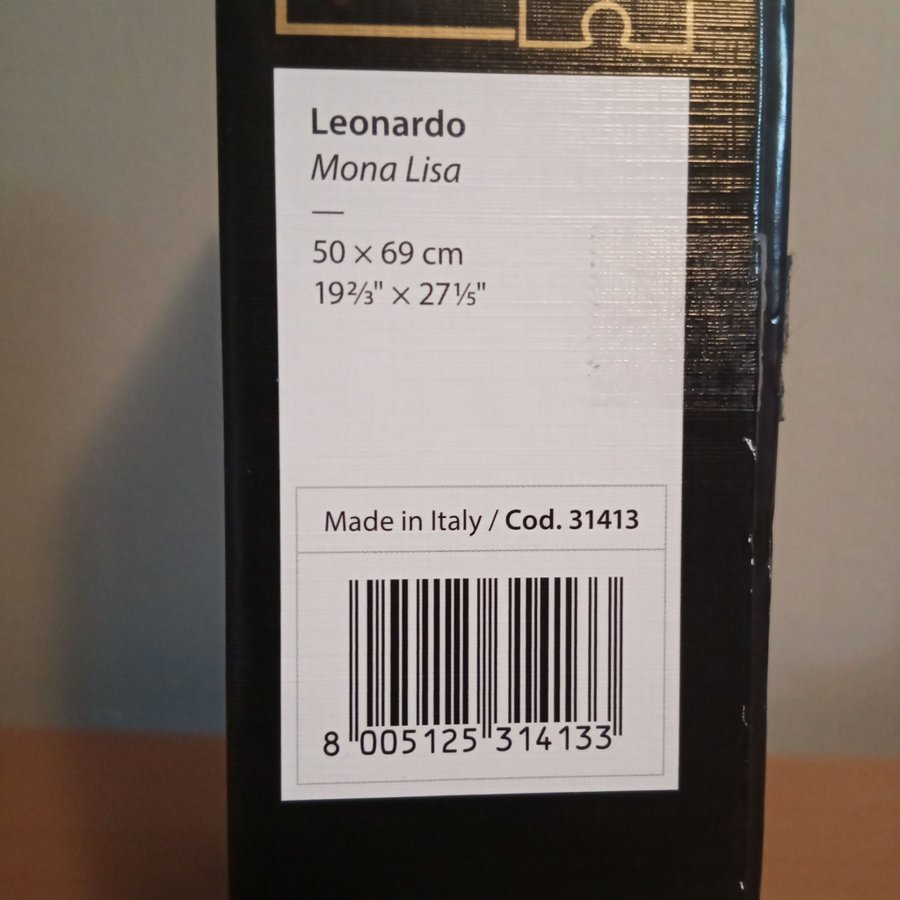 Leonardo
Mona Lisa
—
50 × 69 cm
19⅔" × 27⅕"
Made in Italy / Cod. 31413
8 005125 314133